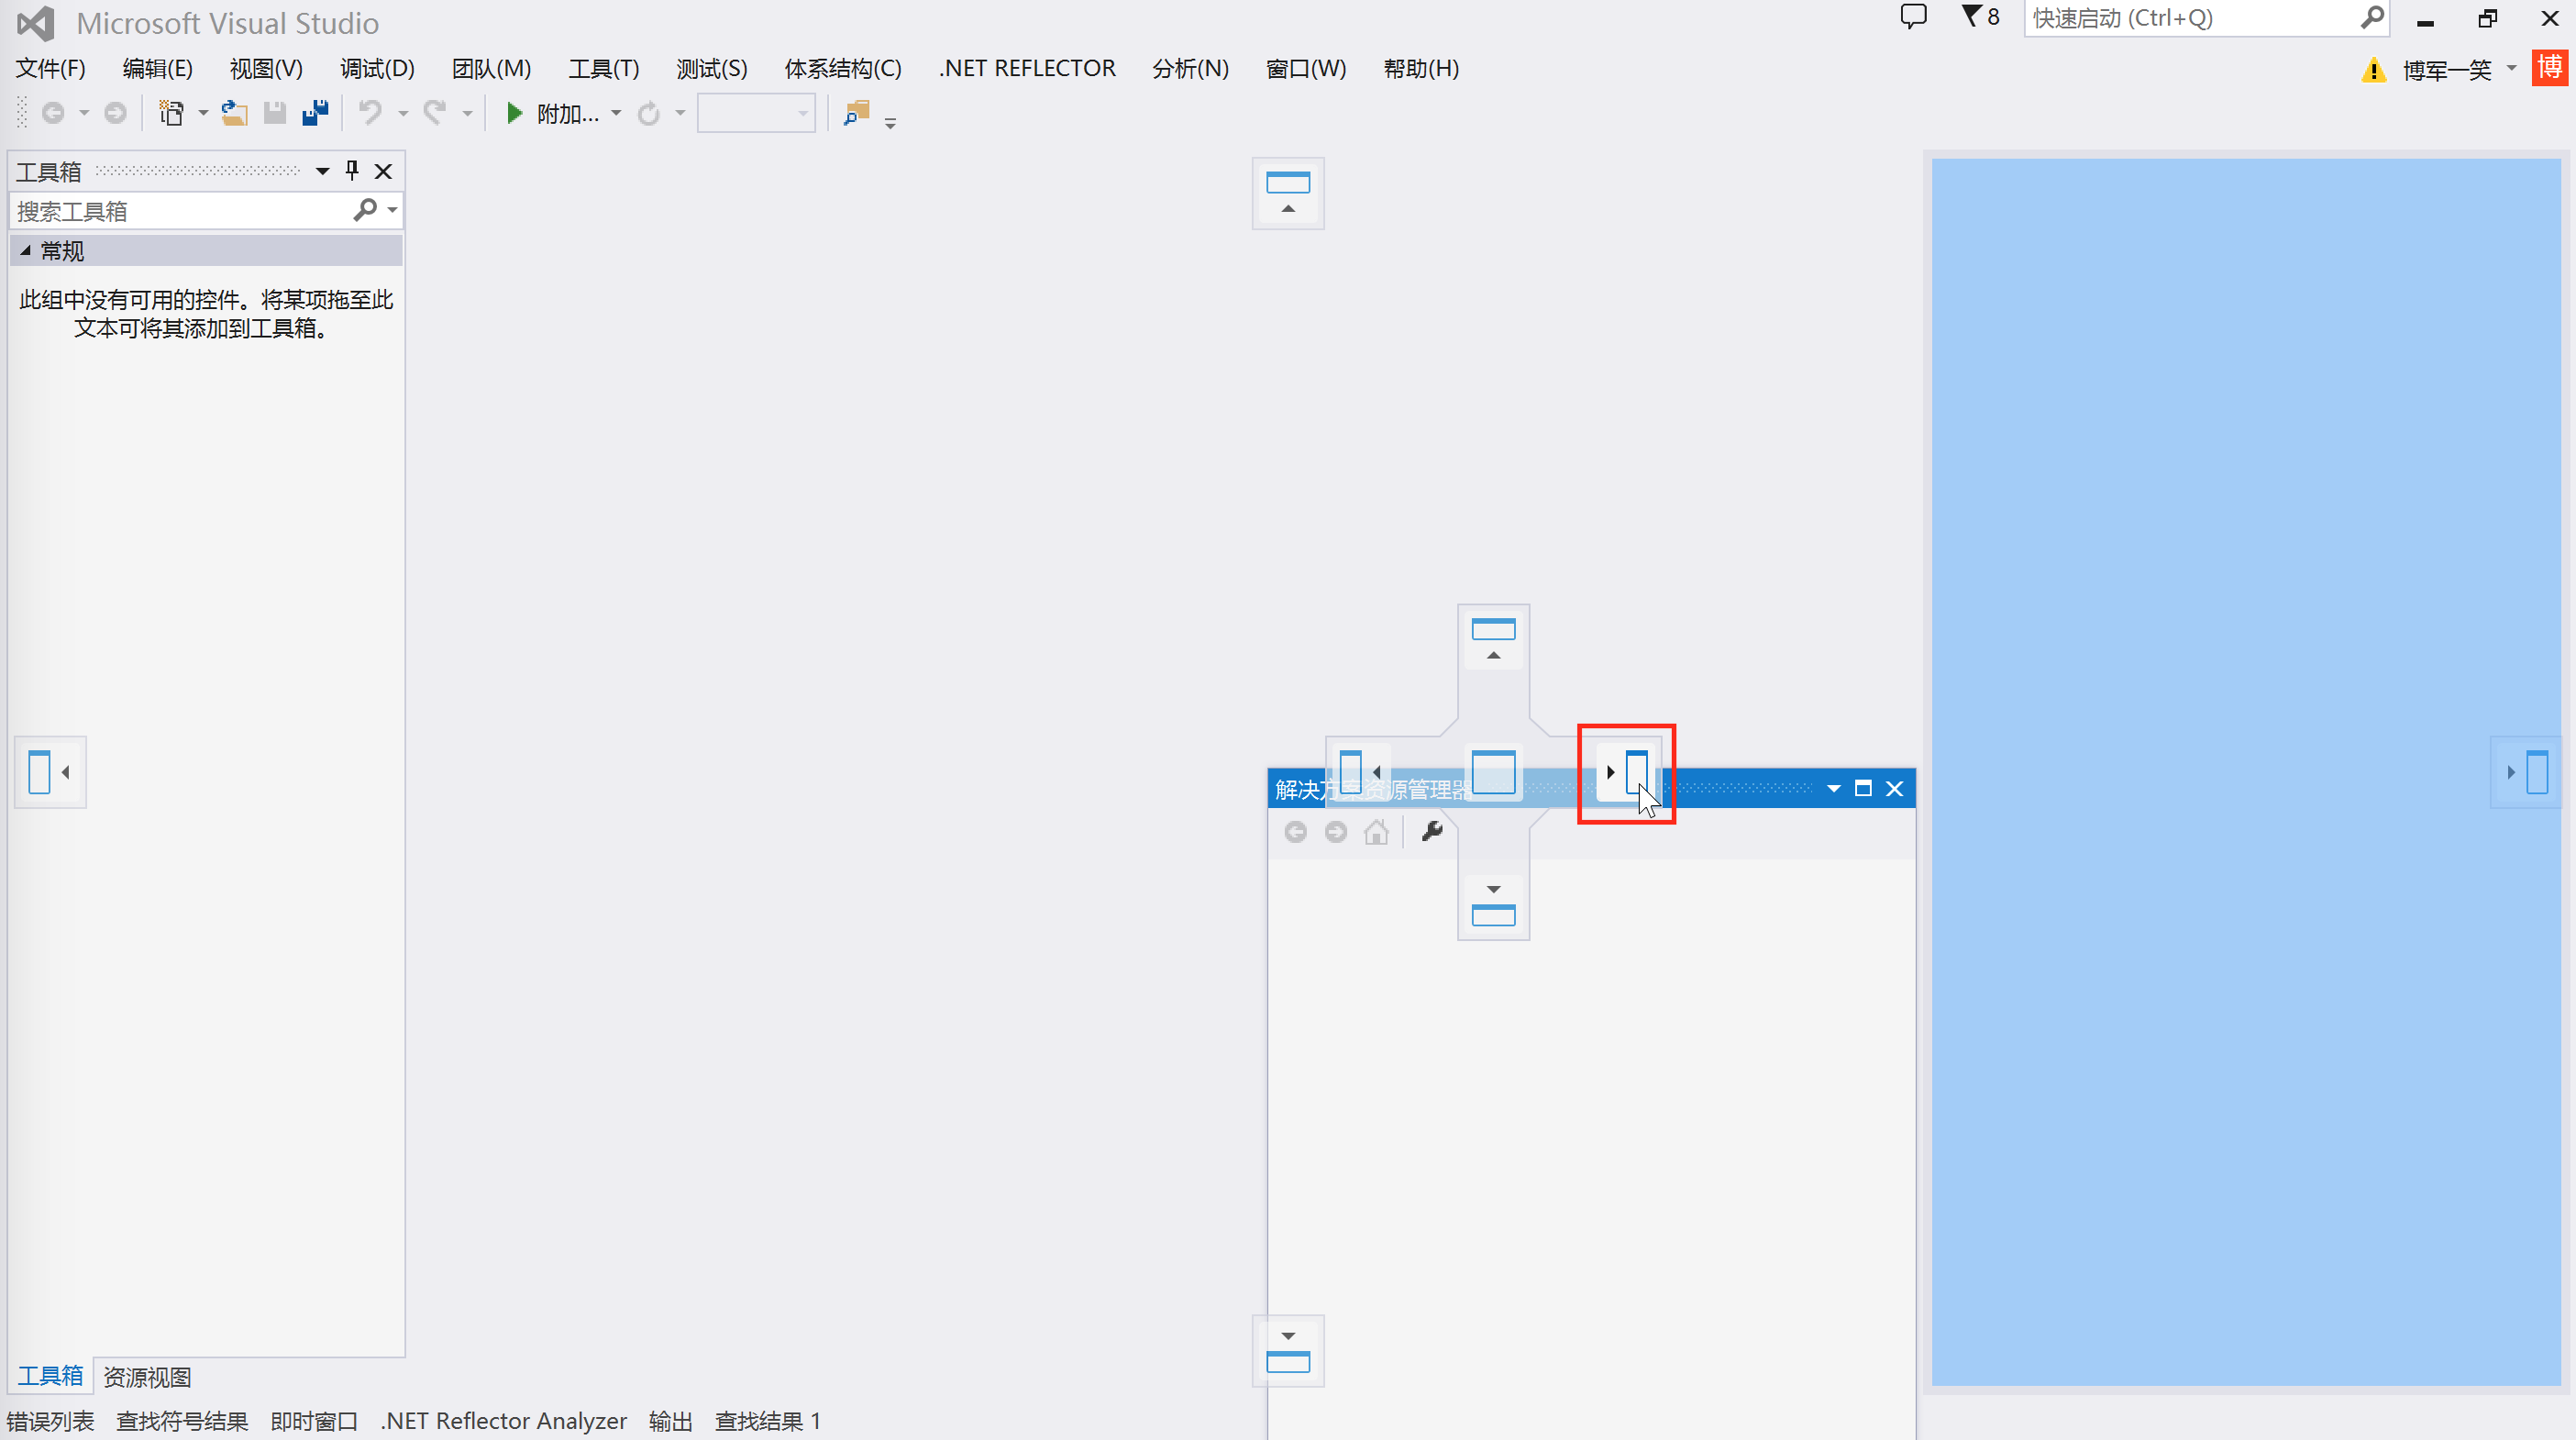 Microsoft Visual Studio
8
快速启动 (Ctrl+Q)
文件(F) 编辑(E) 视图(V) 调试(D) 团队(M) 工具(T) 测试(S) 体系结构(C) .NET REFLECTOR 分析(N) 窗口(W) 帮助(H)
博军一笑
博
附加...
工具箱
搜索工具箱
常规
此组中没有可用的控件。将某项拖至此
文本可将其添加到工具箱。
解决方案资源管理器
工具箱 资源视图
错误列表 查找符号结果 即时窗口 .NET Reflector Analyzer 输出 查找结果 1